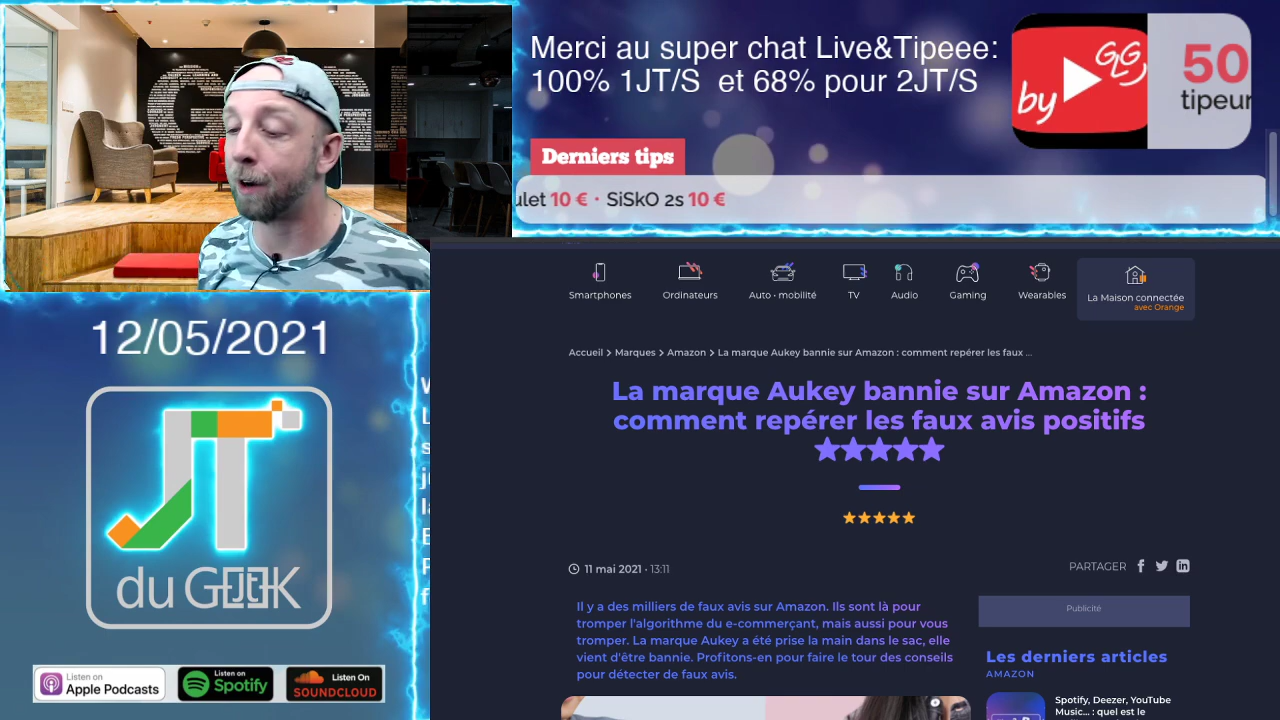 Merci au super chat Live&Tipeee:
100% 1JT/S et 68% pour 2JT/S
by GLG
50
tipeur
Derniers tips
ulet 10 € · SiSkO 2s 10 €
12/05/2021
JT
du GEEK
Jt
Listen on
Apple Podcasts
Listen on
Spotify
Listen On
SOUNDCLOUD
Smartphones
Ordinateurs
Auto • mobilité
TV
Audio
Gaming
Wearables
La Maison connectée
avec Orange
Accueil > Marques > Amazon > La marque Aukey bannie sur Amazon : comment repérer les faux ...
La marque Aukey bannie sur Amazon :
comment repérer les faux avis positifs
★★★★★
★★★★★
11 mai 2021 • 13:11
PARTAGER
Il y a des milliers de faux avis sur Amazon. Ils sont là pour
tromper l'algorithme du e-commerçant, mais aussi pour vous
tromper. La marque Aukey a été prise la main dans le sac, elle
vient d'être bannie. Profitons-en pour faire le tour des conseils
pour détecter de faux avis.
Publicité
Les derniers articles
AMAZON
Spotify, Deezer, YouTube
Music... : quel est le